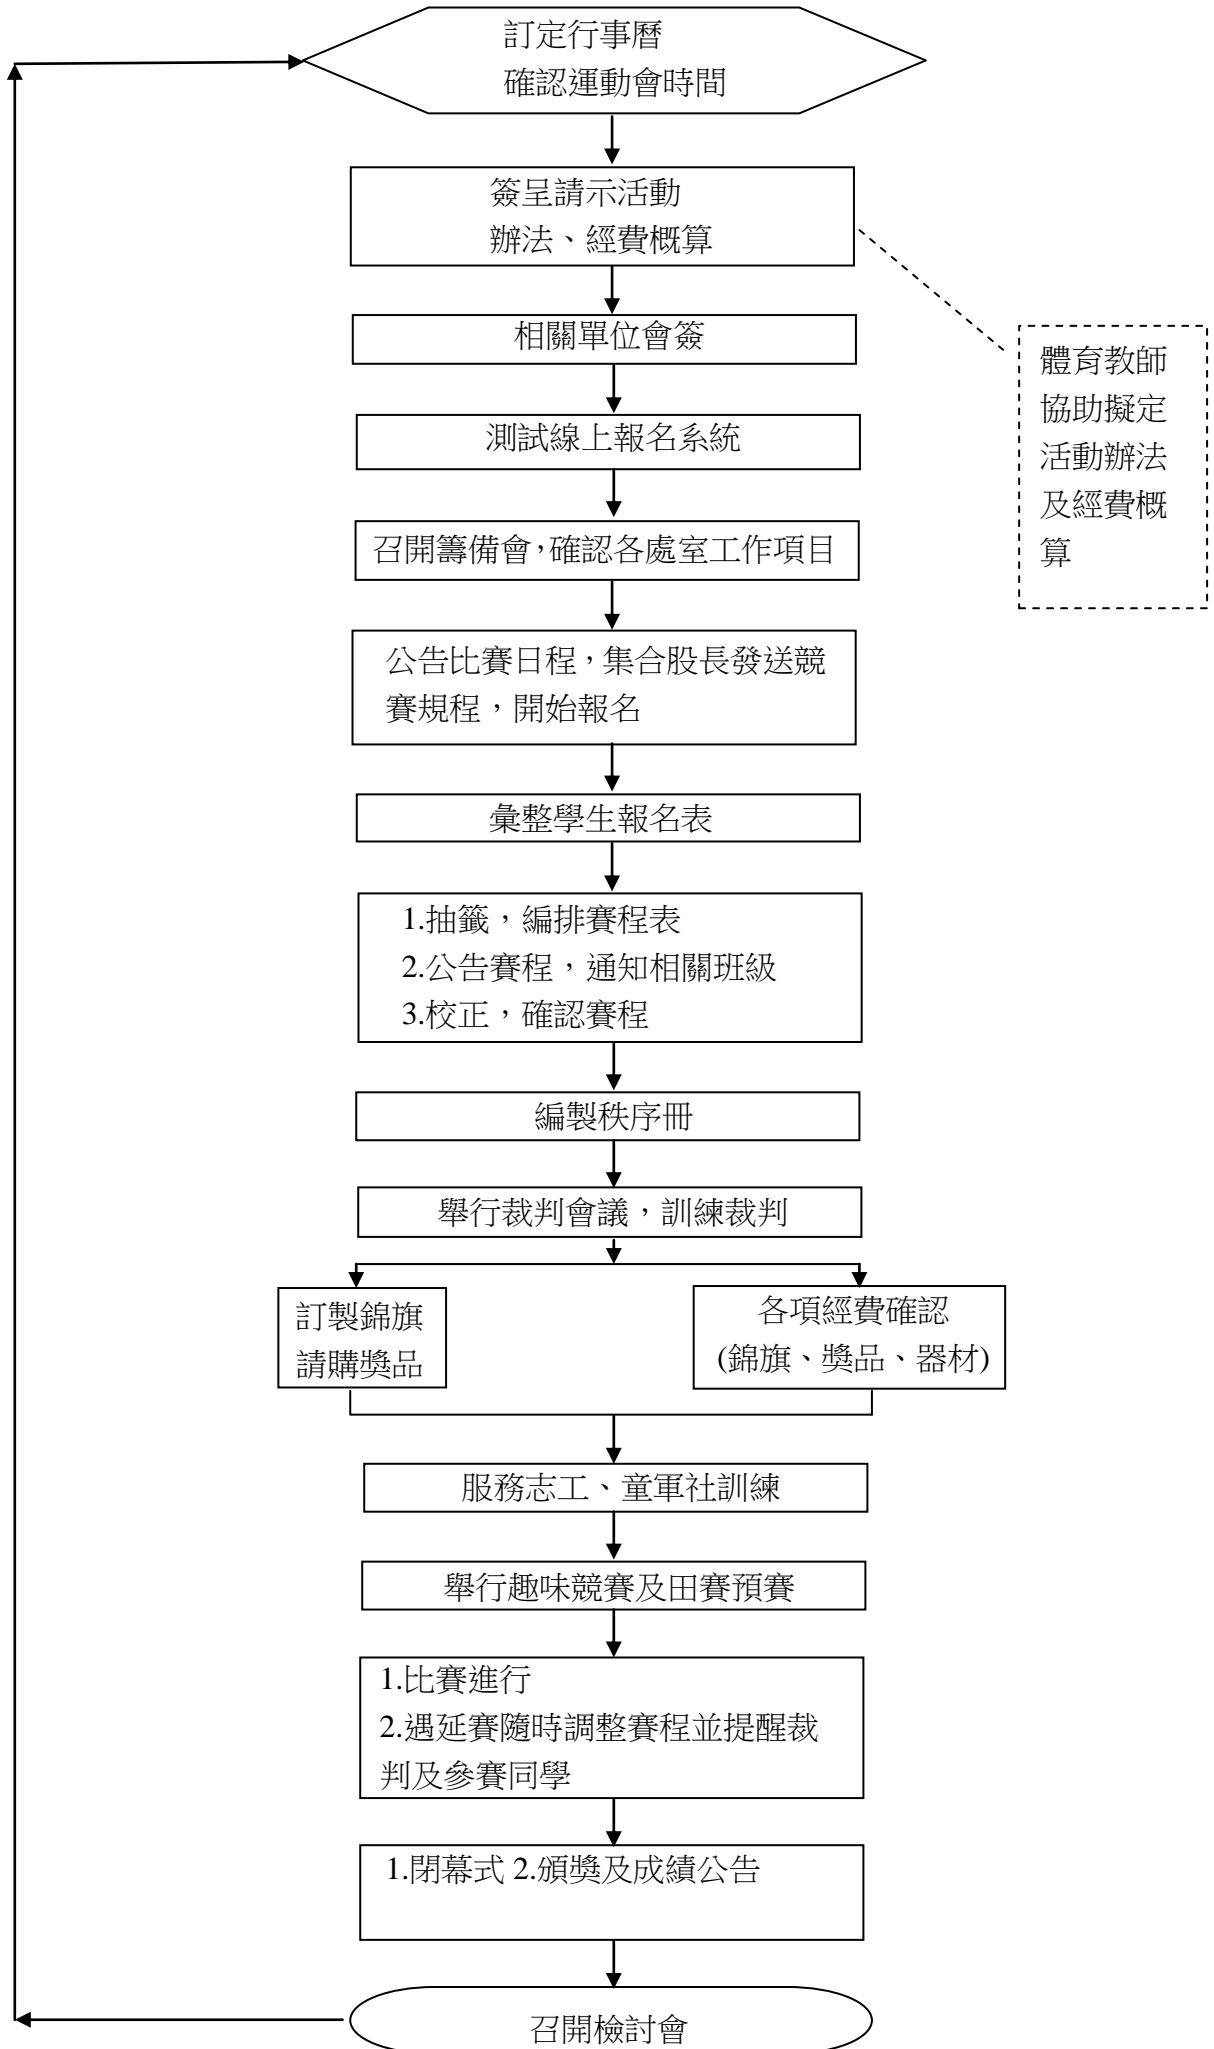 訂定行事曆
確認運動會時間
簽呈請示活動
辦法、經費概算
相關單位會簽
體育教師
協助擬定
活動辦法
及經費概
算
測試線上報名系統
召開籌備會,確認各處室工作項目
公告比賽日程,集合股長發送競
賽規程,開始報名
彙整學生報名表
1.抽籤,編排賽程表
2.公告賽程,通知相關班級
3.校正,確認賽程
編製秩序冊
舉行裁判會議,訓練裁判
訂製錦旗
請購獎品
各項經費確認
(錦旗、獎品、器材)
服務志工、童軍社訓練
舉行趣味競賽及田賽預賽
1.比賽進行
2.遇延賽隨時調整賽程並提醒裁
判及參賽同學
1.閉幕式 2.頒獎及成績公告
召開檢討會